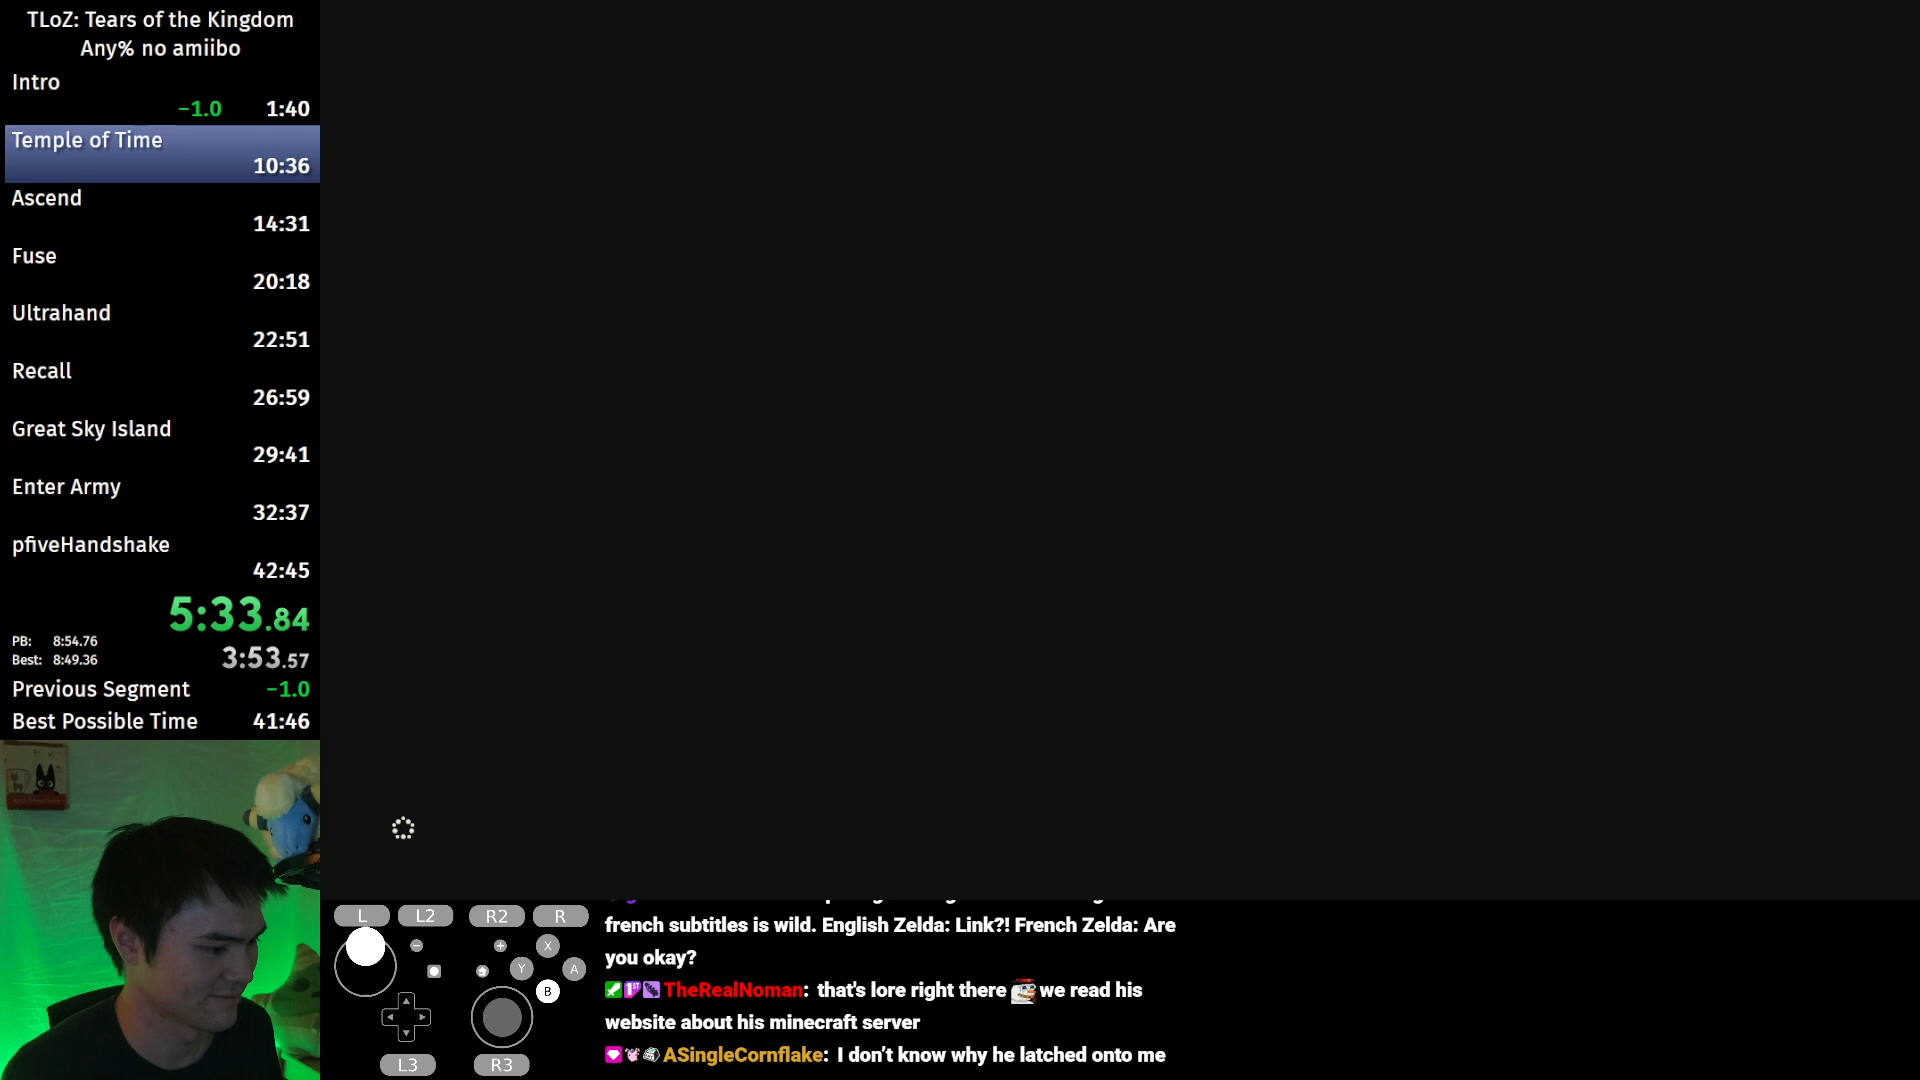 TLoZ: Tears of the Kingdom
Any% no amiibo
Intro
−1.0 1:40
Temple of Time
10:36
Ascend
14:31
Fuse
20:18
Ultrahand
22:51
Recall
26:59
Great Sky Island
29:41
Enter Army
32:37
pfiveHandshake
42:45
5:33.84
PB: 8:54.76
Best: 8:49.36
3:53.57
Previous Segment −1.0
Best Possible Time 41:46
L L2 R2 R
X
Y A
B
L3 R3
french subtitles is wild. English Zelda: Link?! French Zelda: Are
you okay?
TheRealNoman: that's lore right there we read his
website about his minecraft server
ASingleCornflake: I don't know why he latched onto me